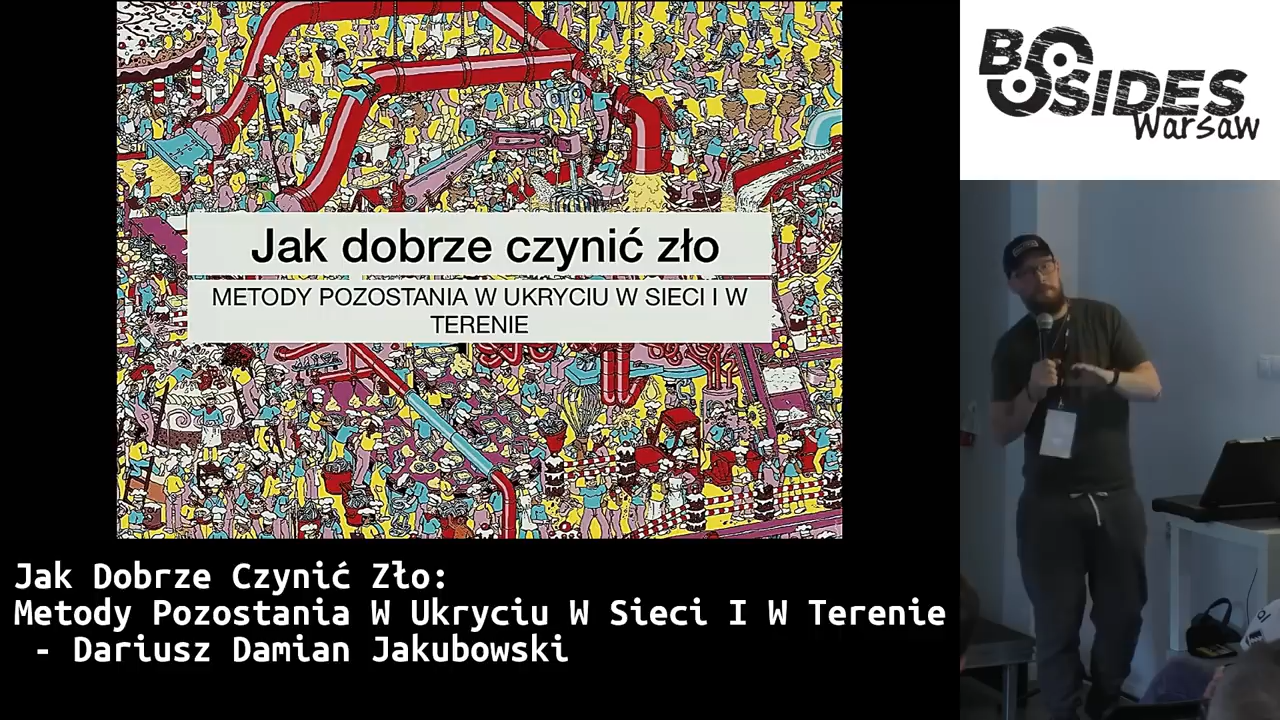 Jak dobrze czynić zło
METODY POZOSTANIA W UKRYCIU W SIECI I W
TERENIE
BSIDES
Warsaw
Jak Dobrze Czynić Zło:
Metody Pozostania W Ukryciu W Sieci I W Terenie
- Dariusz Damian Jakubowski